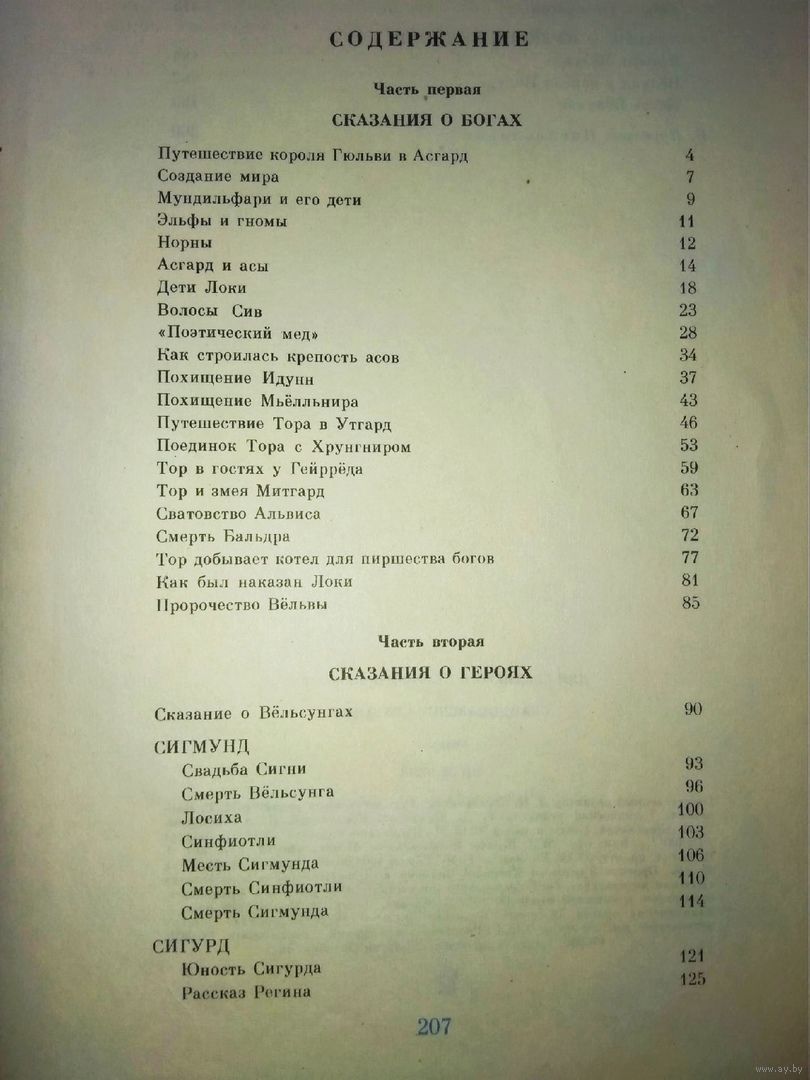 СОДЕРЖАНИЕ
Часть первая
СКАЗАНИЯ О БОГАХ
Путешествие короля Гюльви в Асгард 4
Создание мира 7
Мундильфари и его дети 9
Эльфы и гномы 11
Норны 12
Асгард и асы 14
Дети Локи 18
Волосы Сив 23
«Поэтический мед» 28
Как строилась крепость асов 34
Похищение Идунн 37
Похищение Мьёлльнира 43
Путешествие Тора в Утгард 46
Поединок Тора с Хрунгниром 53
Тор в гостях у Гейррёда 59
Тор и змея Митгард 63
Сватовство Альвиса 67
Смерть Бальдра 72
Тор добывает котел для пиршества богов 77
Как был наказан Локи 81
Пророчество Вёльвы 85
Часть вторая
СКАЗАНИЯ О ГЕРОЯХ
Сказание о Вёльсунгах 90
СИГМУНД
Свадьба Сигни 93
Смерть Вёльсунга 96
Лосиха 100
Синфиотли 103
Месть Сигмунда 106
Смерть Синфиотли 110
Смерть Сигмунда 114
СИГУРД
Юность Сигурда 121
Рассказ Регина 125
207
www.ay.by